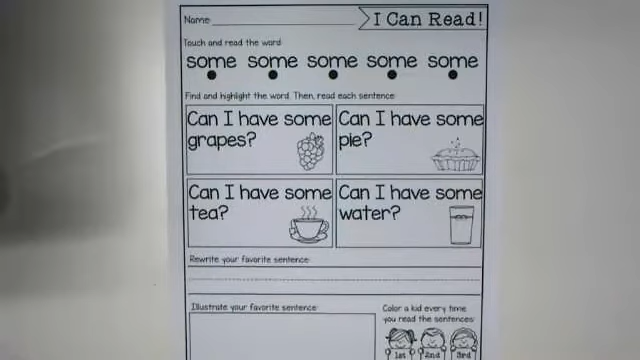 Name:
I Can Read!
Touch and read the word:
some some some some some
Find and highlight the word. Then, read each sentence:
Can I have some
grapes?
Can I have some
pie?
Can I have some
tea?
Can I have some
water?
Rewrite your favorite sentence:
Illustrate your favorite sentence:
Color a kid every time
you read the sentences:
1st 2nd 3rd